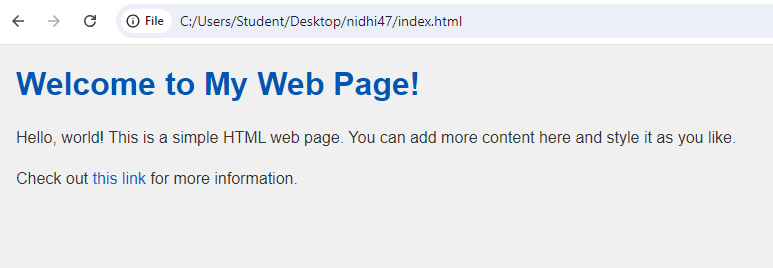 File C:/Users/Student/Desktop/nidhi47/index.html
Welcome to My Web Page!
Hello, world! This is a simple HTML web page. You can add more content here and style it as you like.
Check out this link for more information.